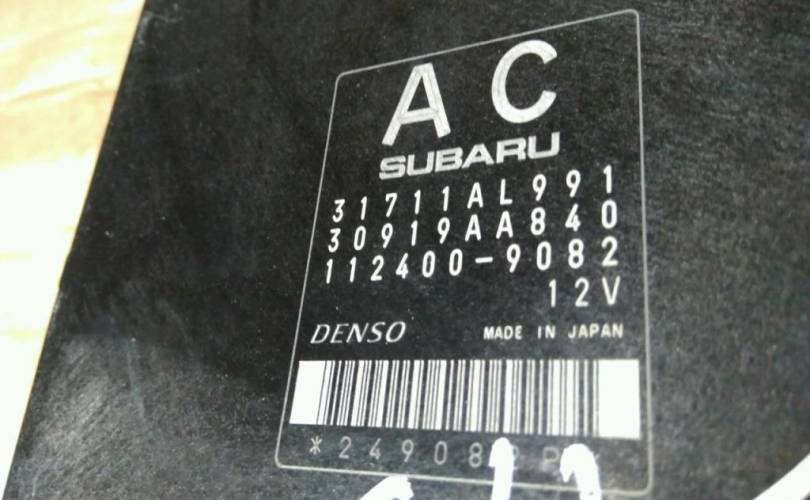 A C
SUBARU
31711AL991
30919AA840
112400-9082
12V
DENSO MADE IN JAPAN